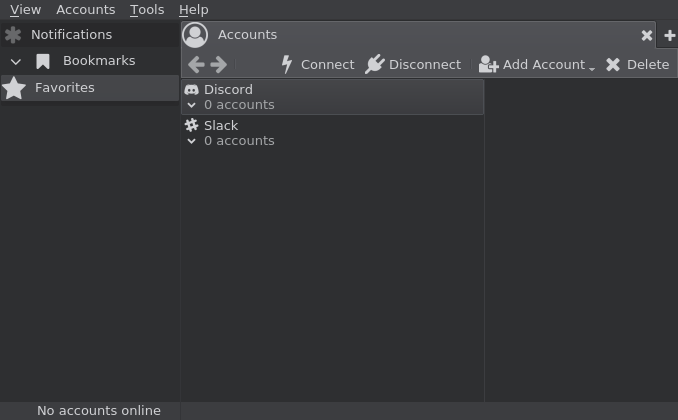 View Accounts Tools Help
Notifications
Bookmarks
Favorites
Accounts
Connect Disconnect Add Account Delete
Discord
0 accounts
Slack
0 accounts
No accounts online